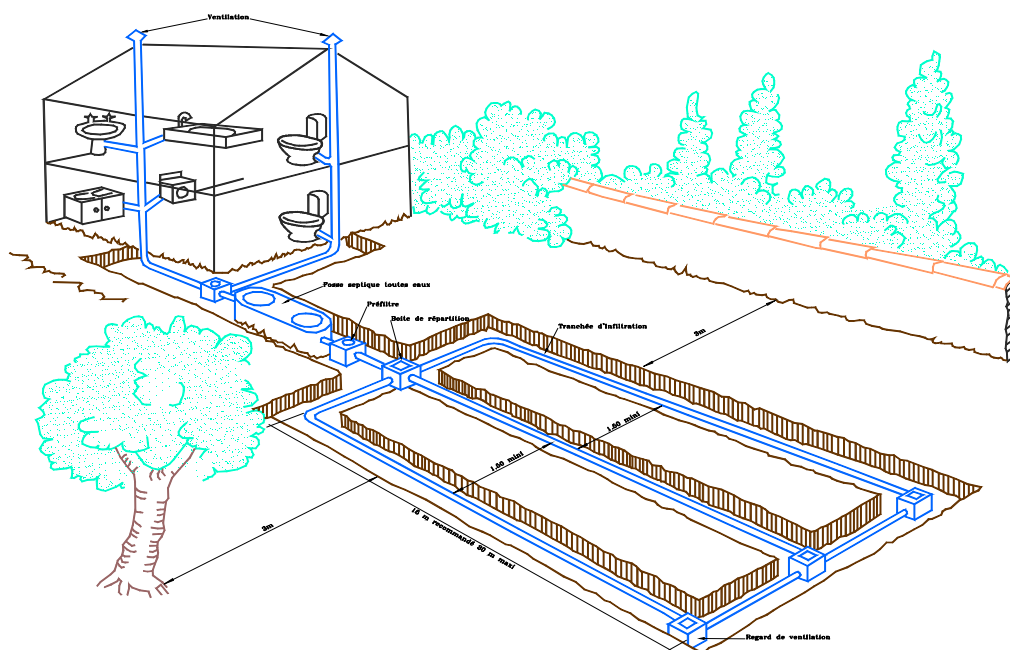 Ventilation
Fosse septique toutes eaux
Préfiltre
Boite de répartition
Tranchée d'infiltration
3m
1.50 mini
1.50 mini
3m
15 m recommandé 30 m maxi
Regard de ventilation